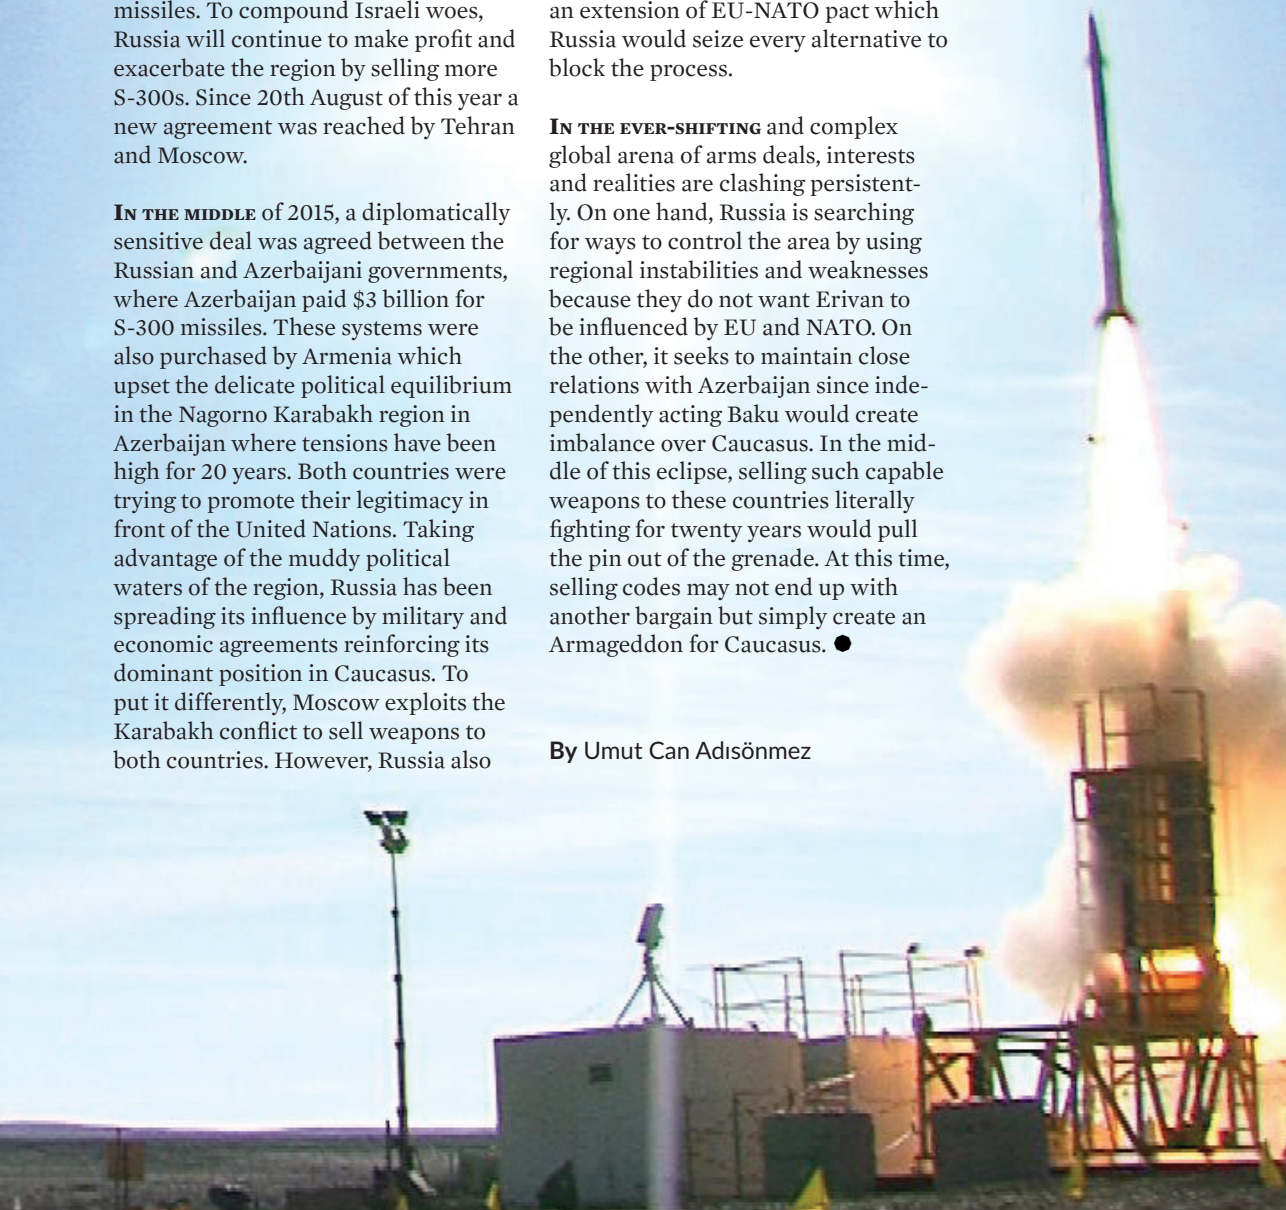 missiles. To compound Israeli woes,
Russia will continue to make profit and
exacerbate the region by selling more
S-300s. Since 20th August of this year a
new agreement was reached by Tehran
and Moscow.
IN THE MIDDLE of 2015, a diplomatically
sensitive deal was agreed between the
Russian and Azerbaijani governments,
where Azerbaijan paid $3 billion for
S-300 missiles. These systems were
also purchased by Armenia which
upset the delicate political equilibrium
in the Nagorno Karabakh region in
Azerbaijan where tensions have been
high for 20 years. Both countries were
trying to promote their legitimacy in
front of the United Nations. Taking
advantage of the muddy political
waters of the region, Russia has been
spreading its influence by military and
economic agreements reinforcing its
dominant position in Caucasus. To
put it differently, Moscow exploits the
Karabakh conflict to sell weapons to
both countries. However, Russia also
an extension of EU-NATO pact which
Russia would seize every alternative to
block the process.
IN THE EVER-SHIFTING and complex
global arena of arms deals, interests
and realities are clashing persistent-
ly. On one hand, Russia is searching
for ways to control the area by using
regional instabilities and weaknesses
because they do not want Erivan to
be influenced by EU and NATO. On
the other, it seeks to maintain close
relations with Azerbaijan since inde-
pendently acting Baku would create
imbalance over Caucasus. In the mid-
dle of this eclipse, selling such capable
weapons to these countries literally
fighting for twenty years would pull
the pin out of the grenade. At this time,
selling codes may not end up with
another bargain but simply create an
Armageddon for Caucasus.
By Umut Can Adısönmez